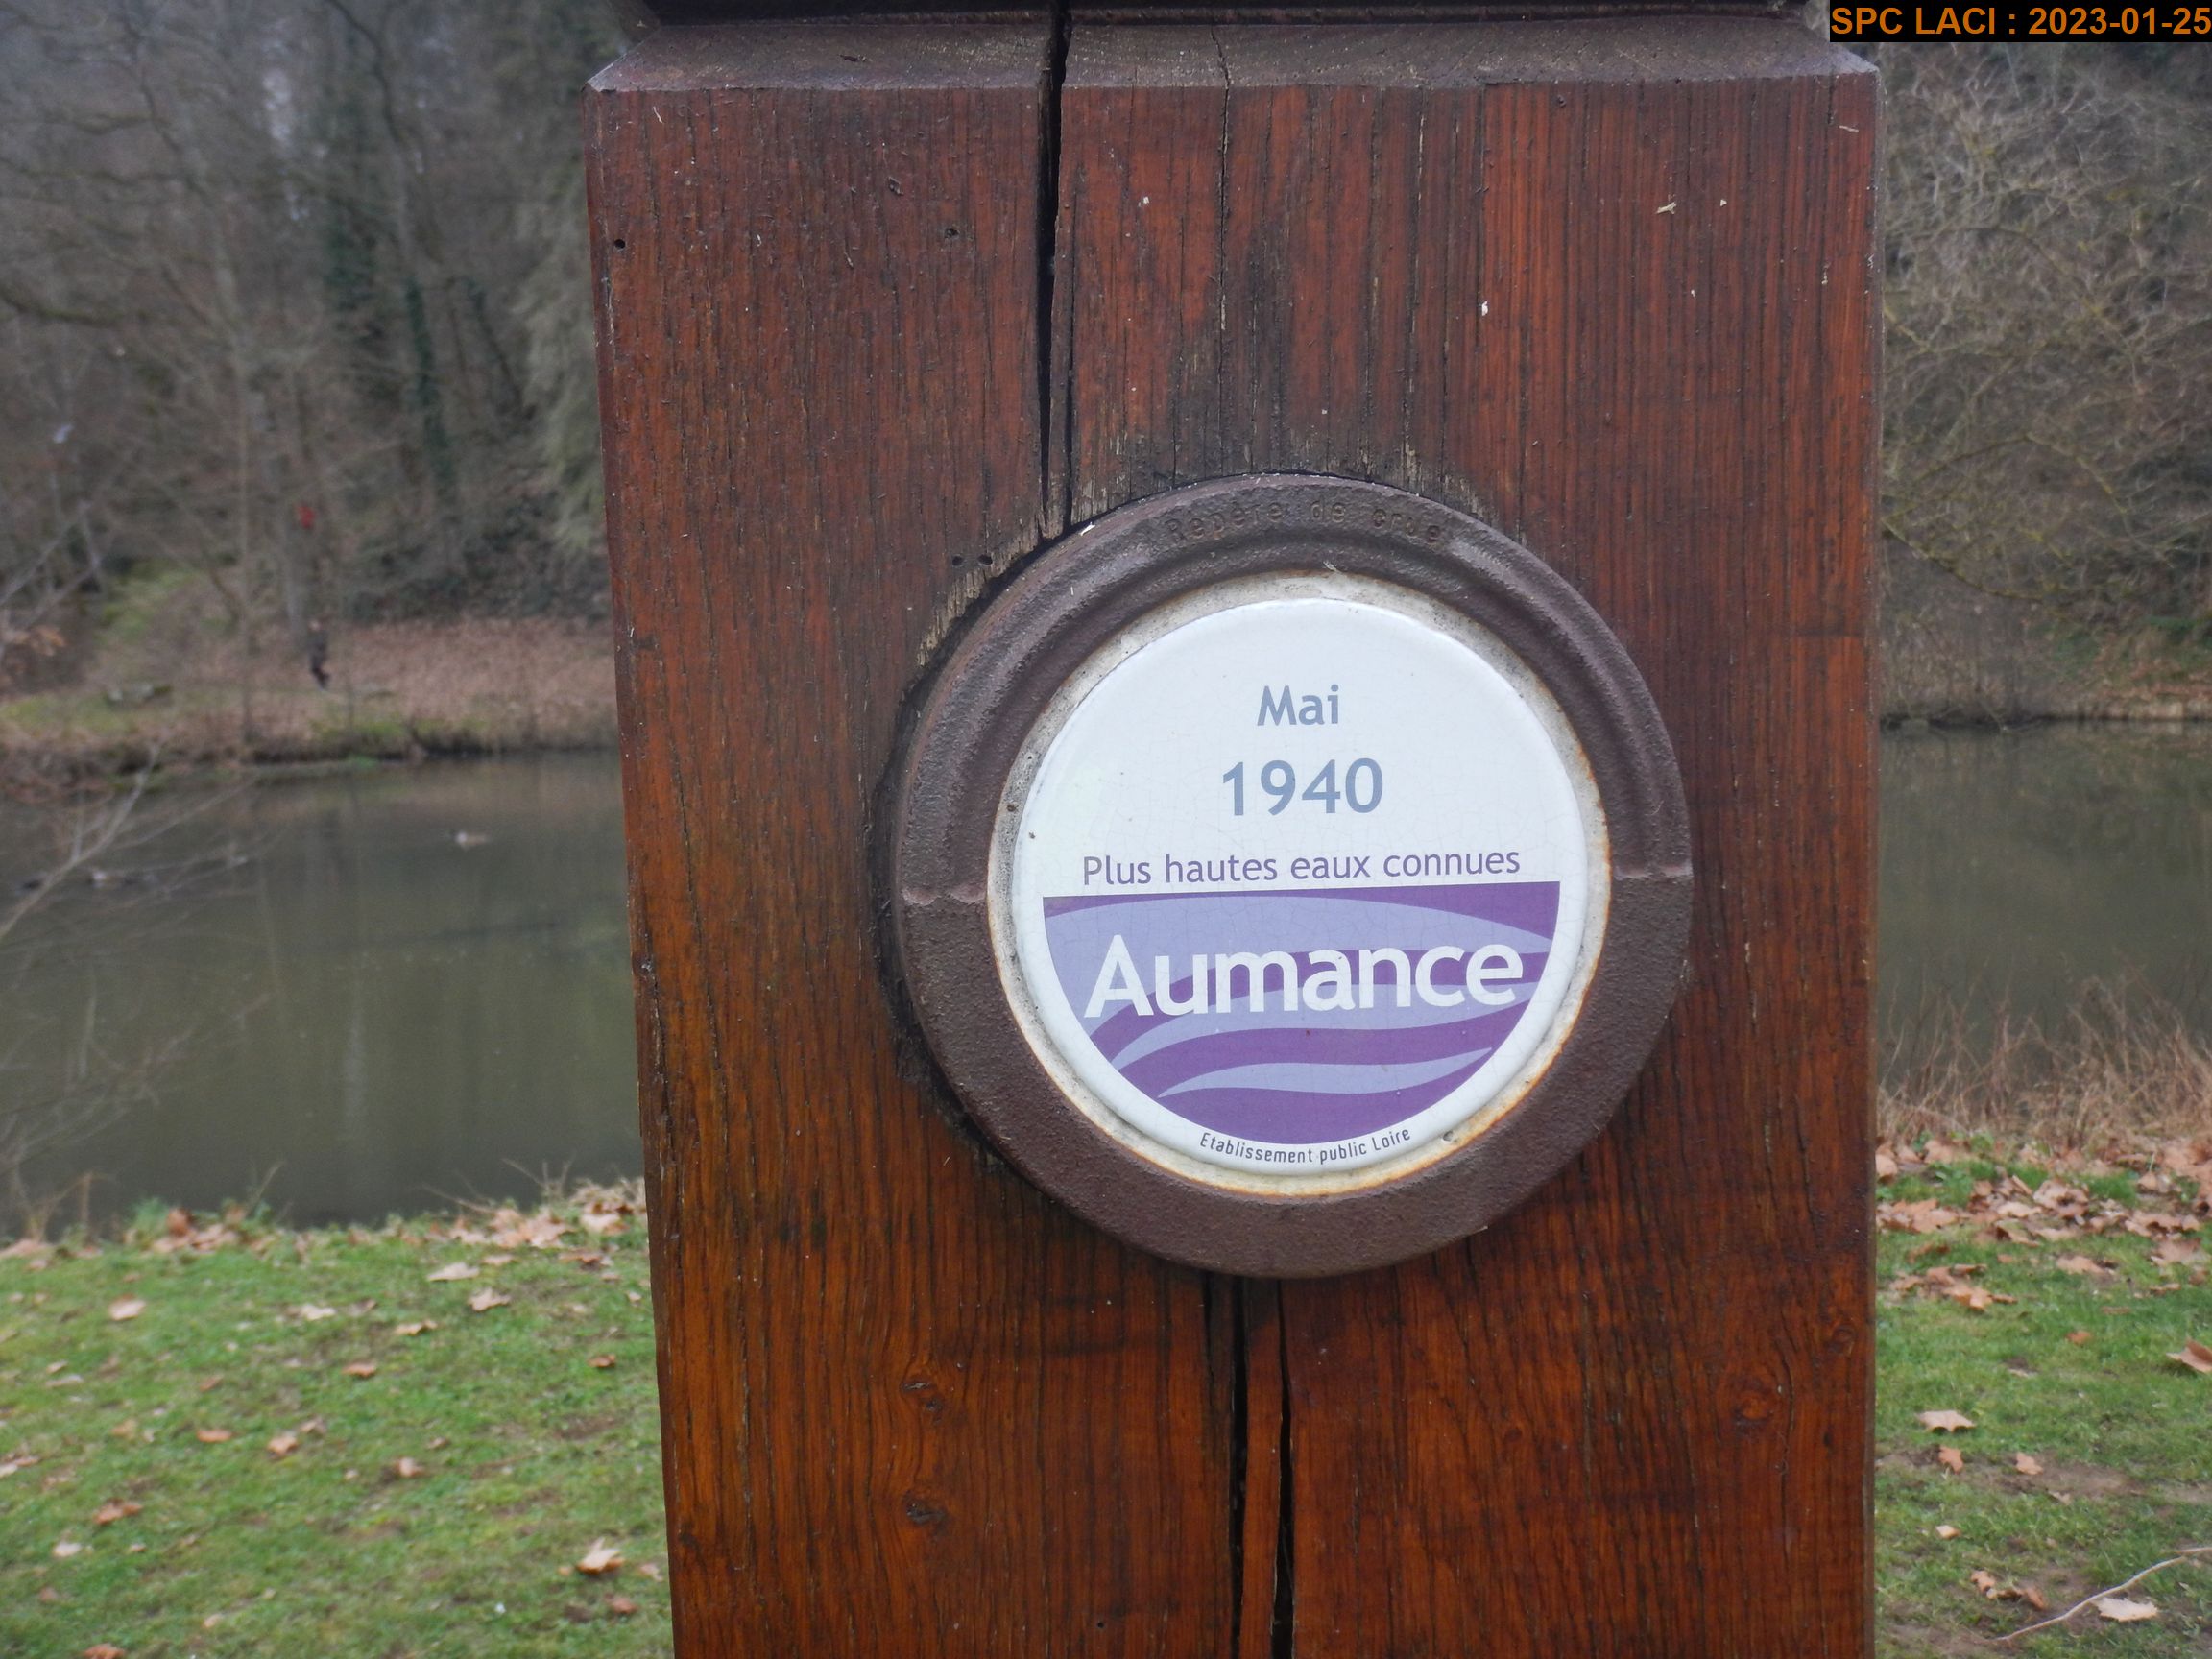 SPC LACI : 2023-01-25
Repère de crue
Mai
1940
Plus hautes eaux connues
Aumance
Etablissement public Loire